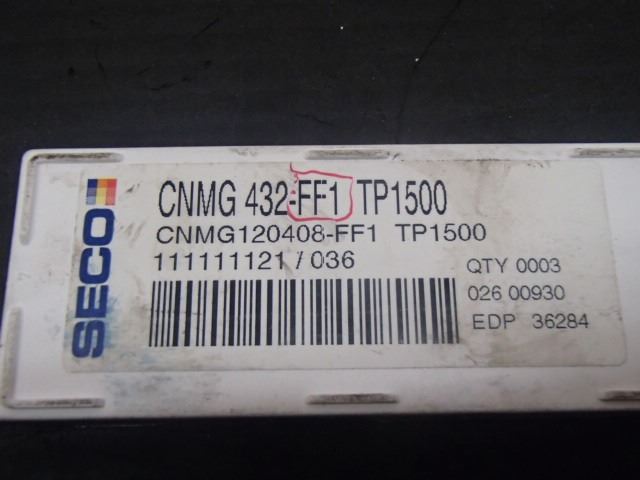 SECO
CNMG 432-FF1 TP1500
CNMG120408-FF1 TP1500
111111121 / 036
QTY 0003
026 00930
EDP 36284